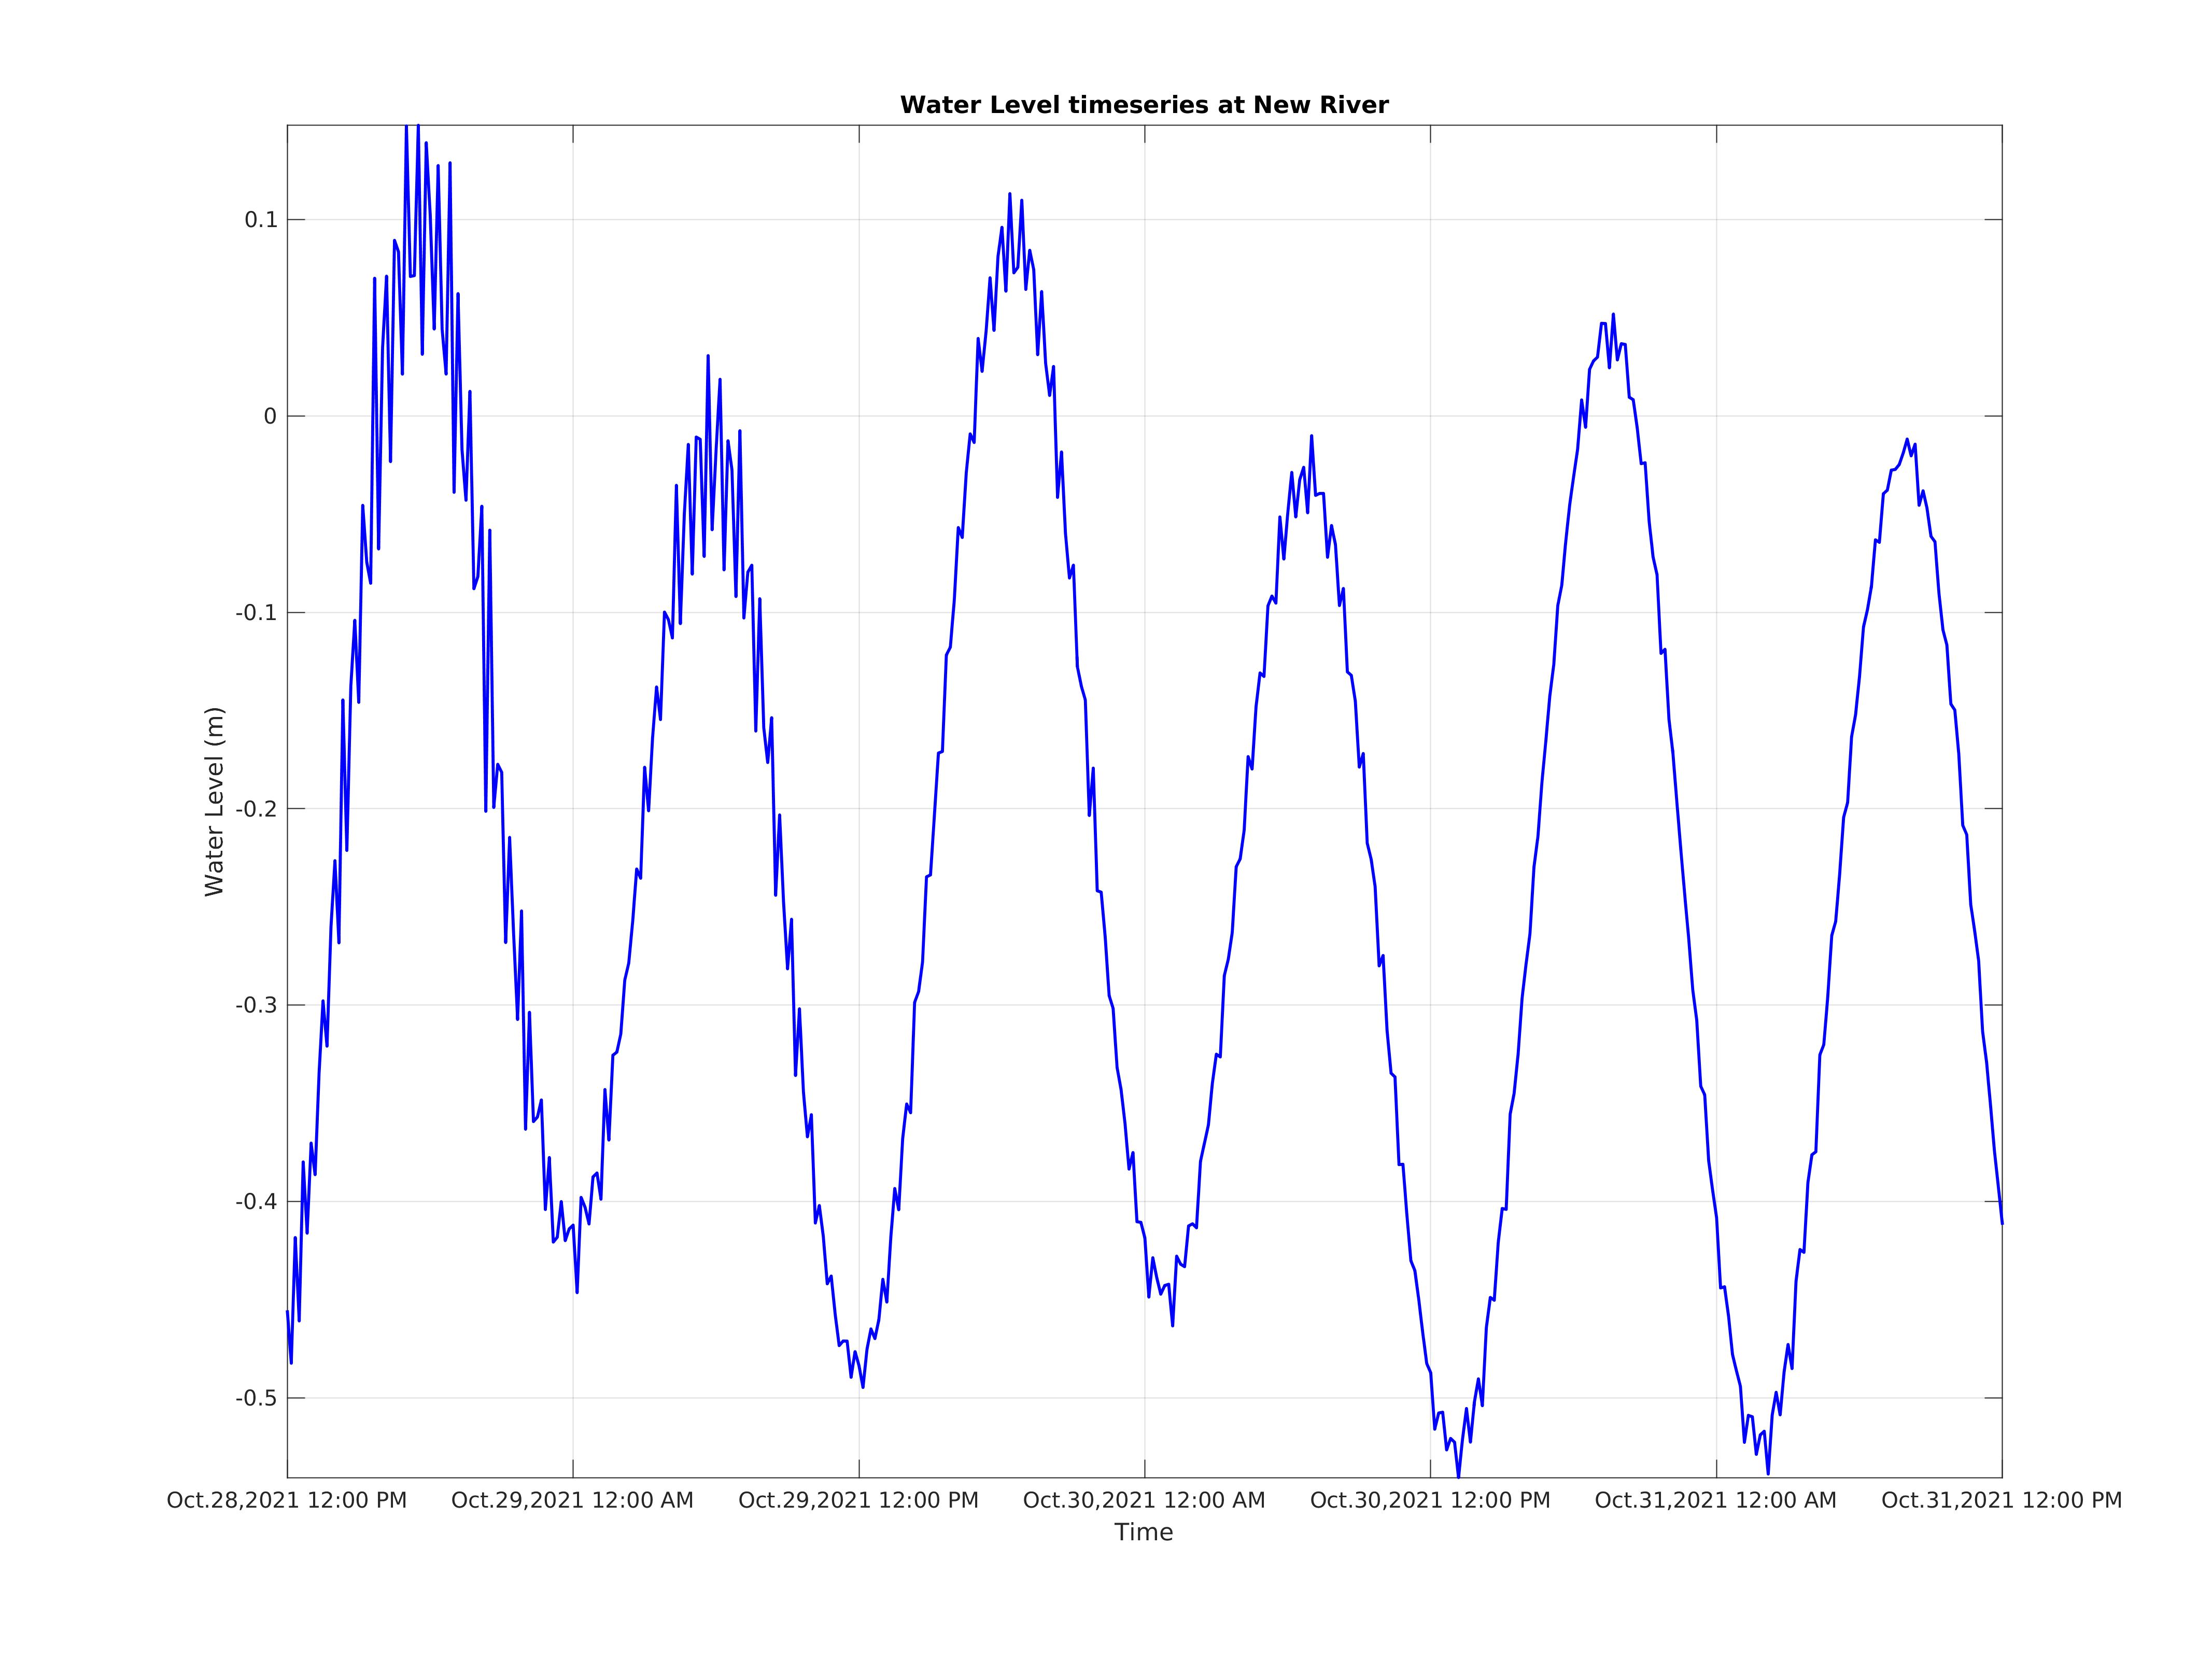 Water Level timeseries at New River
Water Level (m)
0.1
0
-0.1
-0.2
-0.3
-0.4
-0.5
Oct.28,2021 12:00 PM
Oct.29,2021 12:00 AM
Oct.29,2021 12:00 PM
Oct.30,2021 12:00 AM
Oct.30,2021 12:00 PM
Oct.31,2021 12:00 AM
Oct.31,2021 12:00 PM
Time